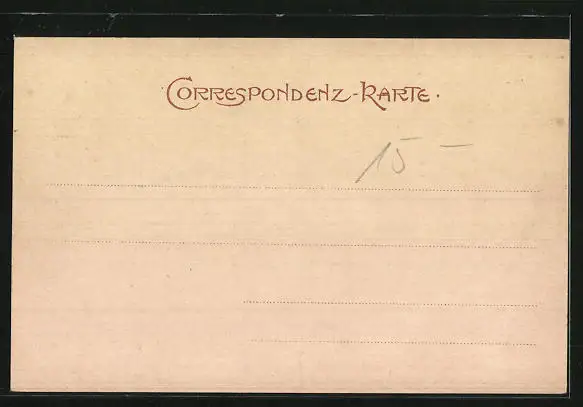 CORRESPONDENZ-KARTE.
15 —